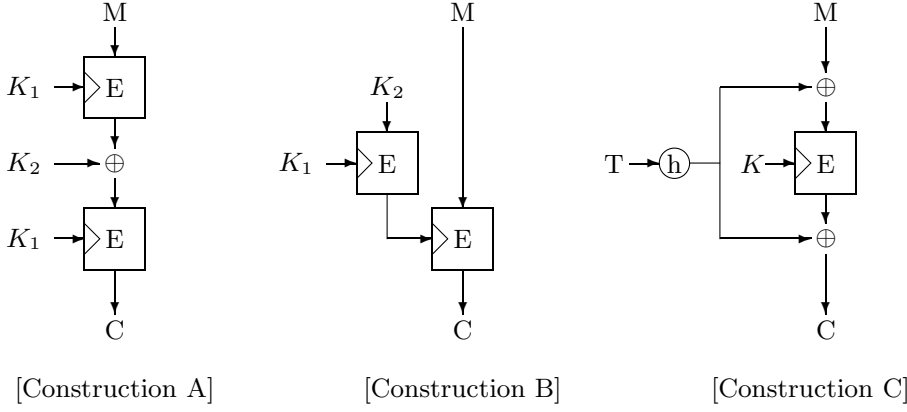 M
K₁ E
K₂ ⊕
K₁ E
C
[Construction A]
M
K₂
K₁ E
E
C
[Construction B]
M
⊕
T h K E
⊕
C
[Construction C]